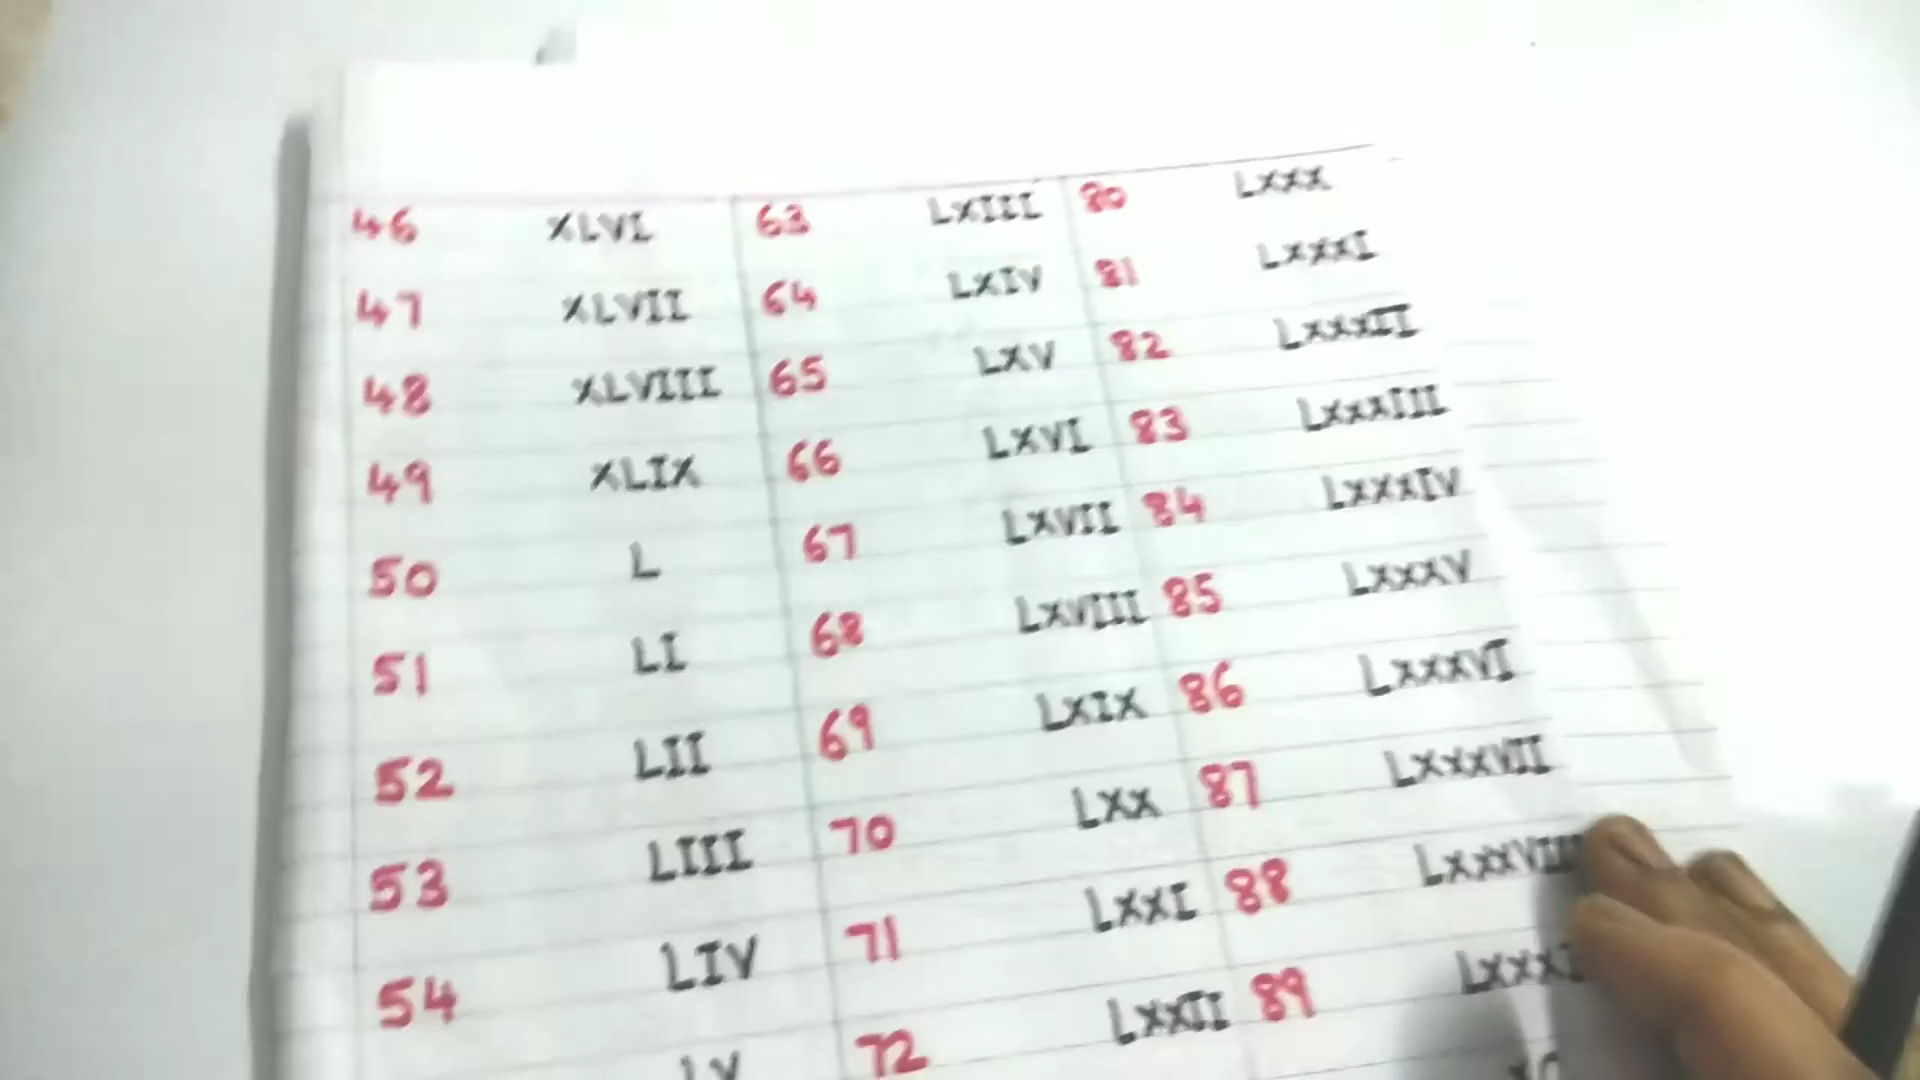 46 XLVI 63 LXIII 80 LXXX
47 XLVII 64 LXIV 81 LXXXI
48 XLVIII 65 LXV 82 LXXXII
49 XLIX 66 LXVI 83 LXXXIII
50 L 67 LXVII 84 LXXXIV
51 LI 68 LXVIII 85 LXXXV
52 LII 69 LXIX 86 LXXXVI
53 LIII 70 LXX 87 LXXXVII
54 LIV 71 LXXI 88 LXXXVIII
LV 72 LXXII 89